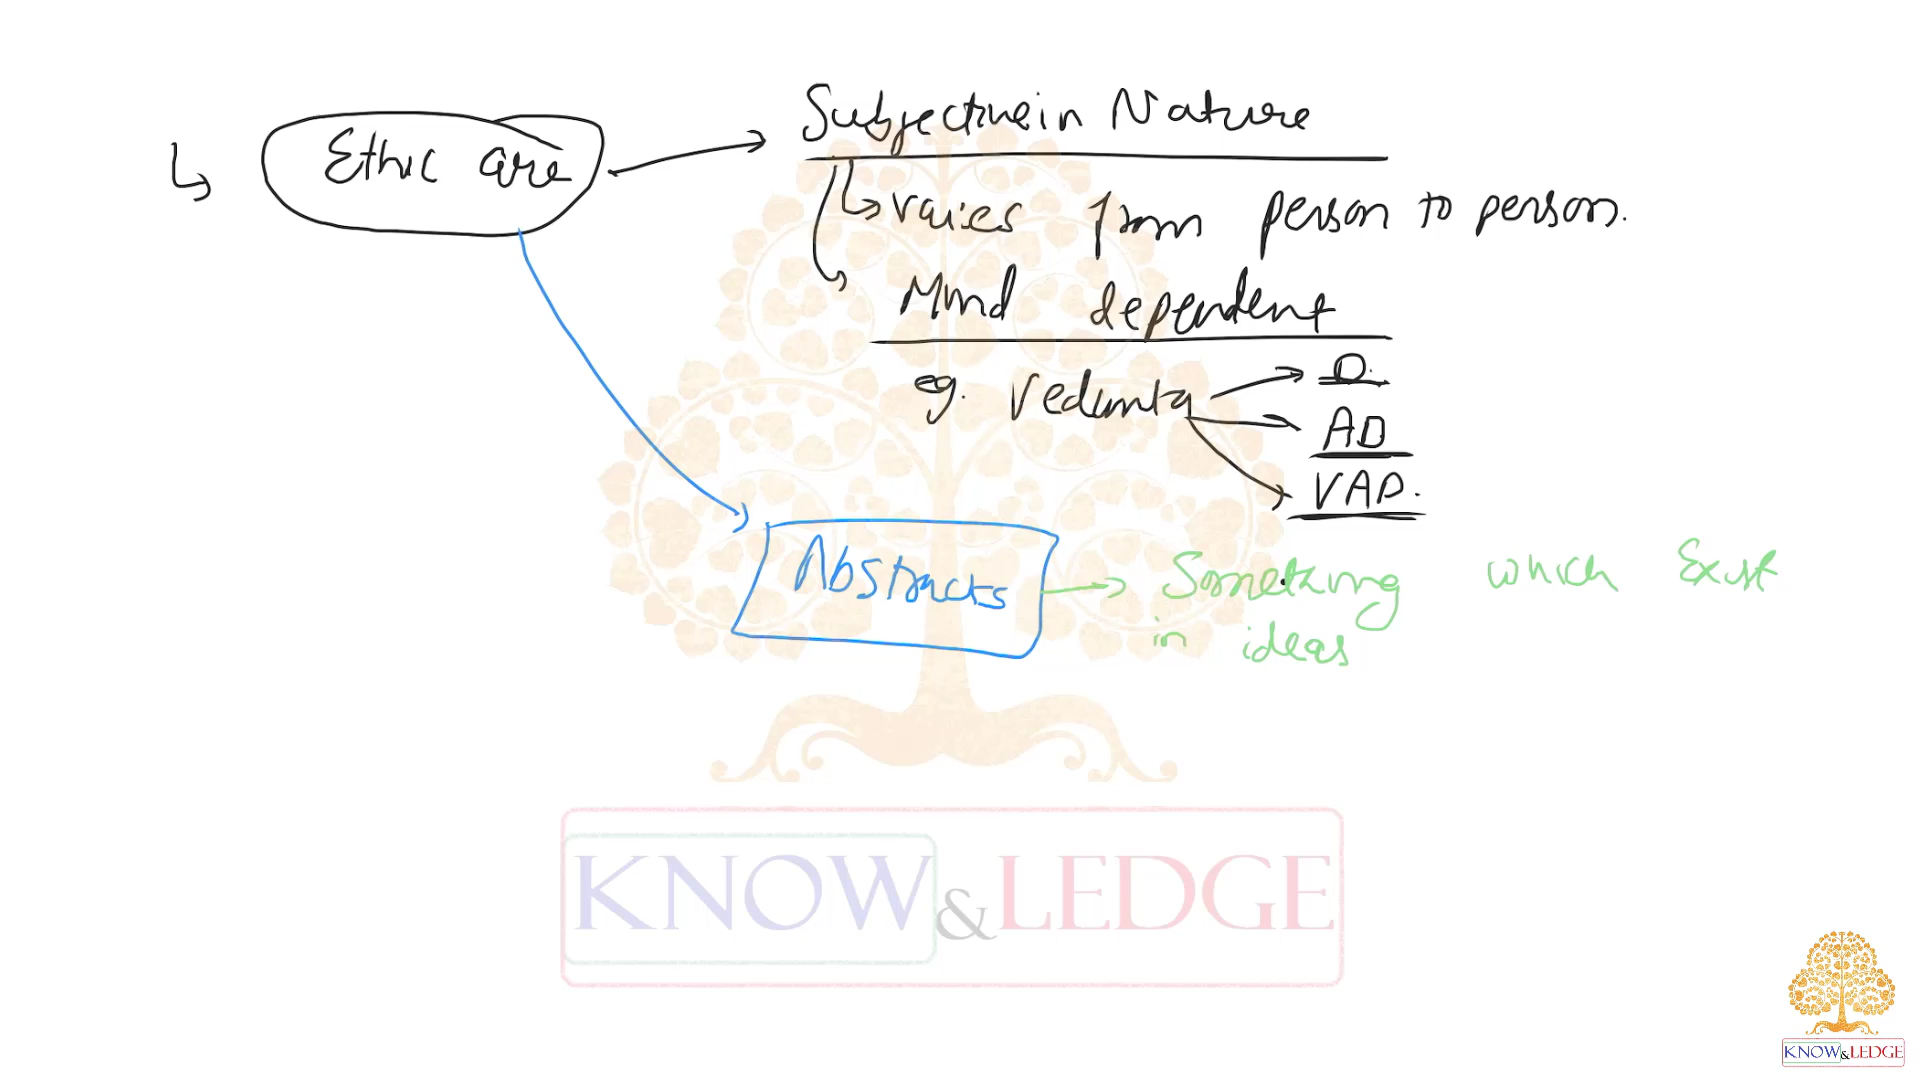 Ethic are
Subjective in Nature
varies from person to person.
Mind dependent
eg. Vedanta
D.
AD
VAD.
Abstracts
Something which Exist
in ideas
KNOW&LEDGE
KNOW&LEDGE